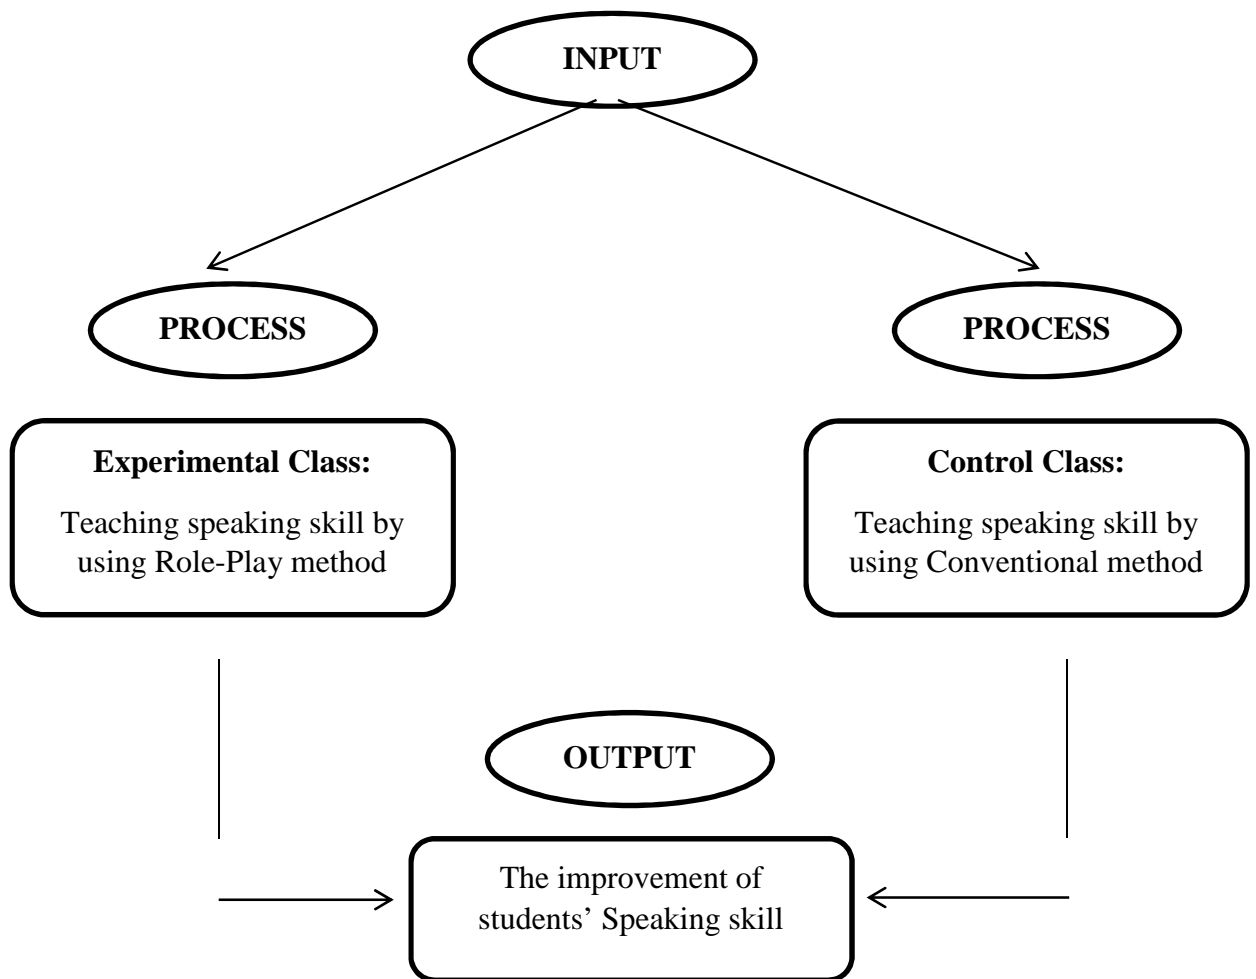 INPUT
PROCESS
PROCESS
Experimental Class:
Teaching speaking skill by
using Role-Play method
Control Class:
Teaching speaking skill by
using Conventional method
OUTPUT
The improvement of
students’ Speaking skill